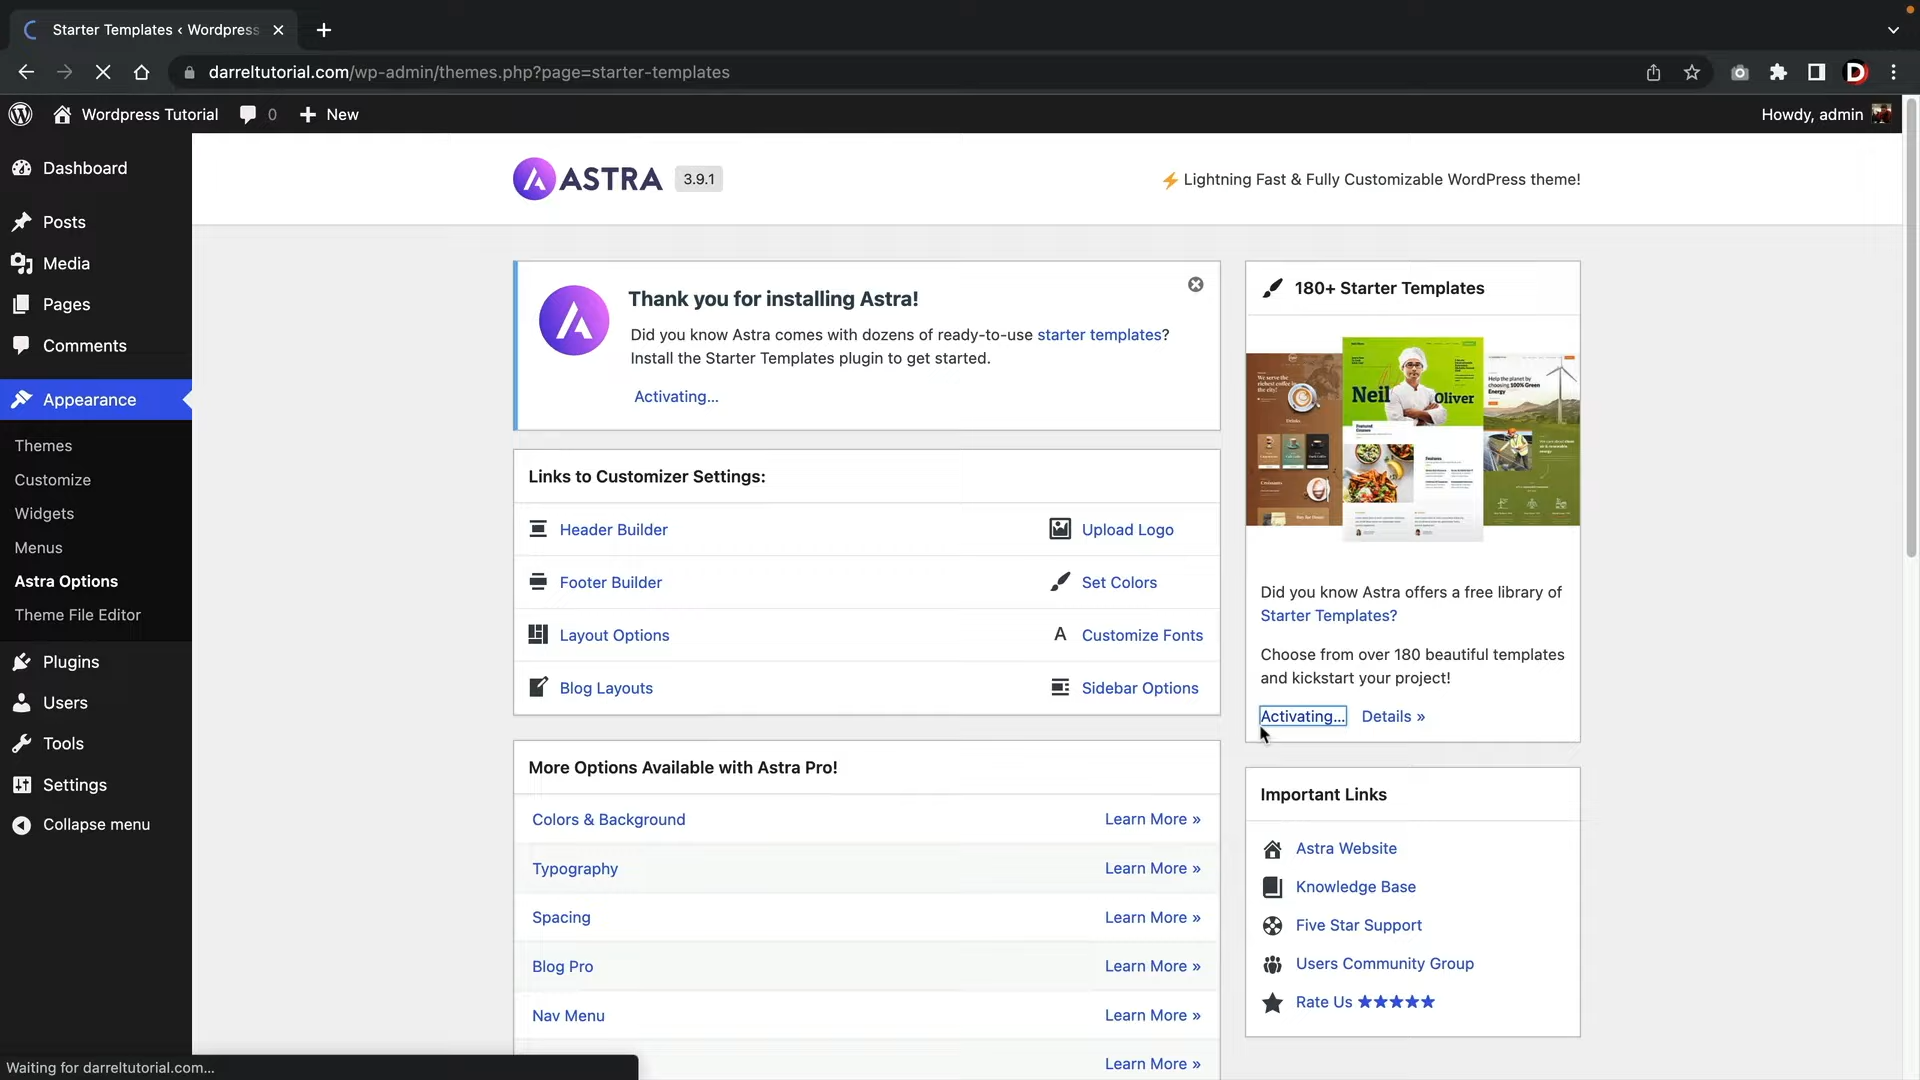 Starter Templates ‹ Wordpress
darreltutorial.com/wp-admin/themes.php?page=starter-templates
Wordpress Tutorial
0
New
Howdy, admin
Dashboard
Posts
Media
Pages
Comments
Appearance
Themes
Customize
Widgets
Menus
Astra Options
Theme File Editor
Plugins
Users
Tools
Settings
Collapse menu
ASTRA
3.9.1
⚡ Lightning Fast & Fully Customizable WordPress theme!
Thank you for installing Astra!
Did you know Astra comes with dozens of ready-to-use starter templates?
Install the Starter Templates plugin to get started.
Activating...
Links to Customizer Settings:
Header Builder
Upload Logo
Footer Builder
Set Colors
Layout Options
Customize Fonts
Blog Layouts
Sidebar Options
More Options Available with Astra Pro!
Colors & Background
Learn More »
Typography
Learn More »
Spacing
Learn More »
Blog Pro
Learn More »
Nav Menu
Learn More »
Learn More »
180+ Starter Templates
Neil
Oliver
Did you know Astra offers a free library of
Starter Templates?
Choose from over 180 beautiful templates
and kickstart your project!
Activating...
Details »
Important Links
Astra Website
Knowledge Base
Five Star Support
Users Community Group
Rate Us ★★★★★
Waiting for darreltutorial.com...